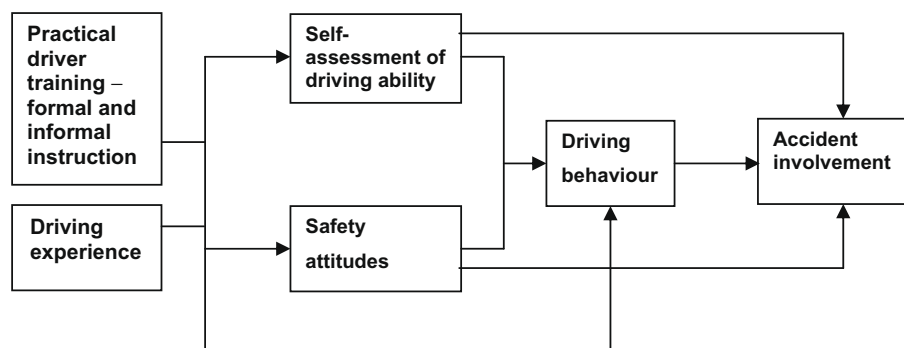 Practical
driver
training –
formal and
informal
instruction
Driving
experience
Self-
assessment of
driving ability
Safety
attitudes
Driving
behaviour
Accident
involvement